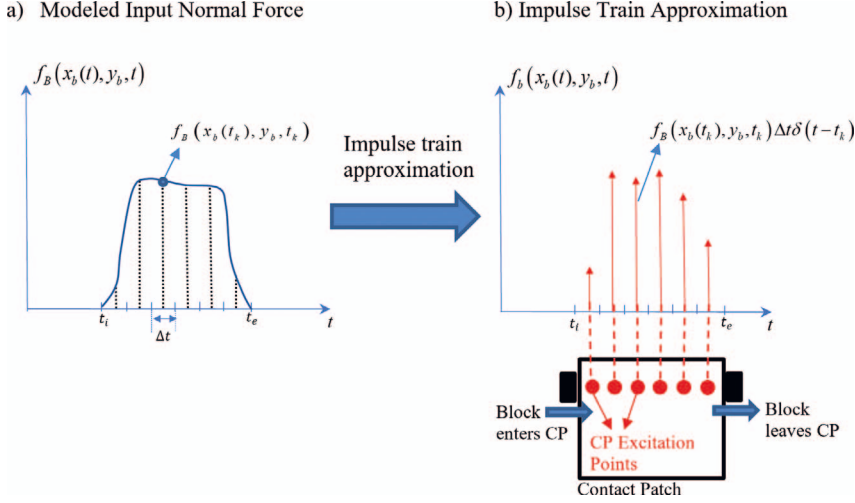 a) Modeled Input Normal Force
b) Impulse Train Approximation
f_B(x_b(t), y_b, t)
f_B(x_b(t_k), y_b, t_k)
t_i
t_e
t
Δt
Impulse train
approximation
f_b(x_b(t), y_b, t)
f_B(x_b(t_k), y_b, t_k)Δtδ(t−t_k)
t_i
t_e
t
Block
enters CP
CP Excitation
Points
Block
leaves CP
Contact Patch